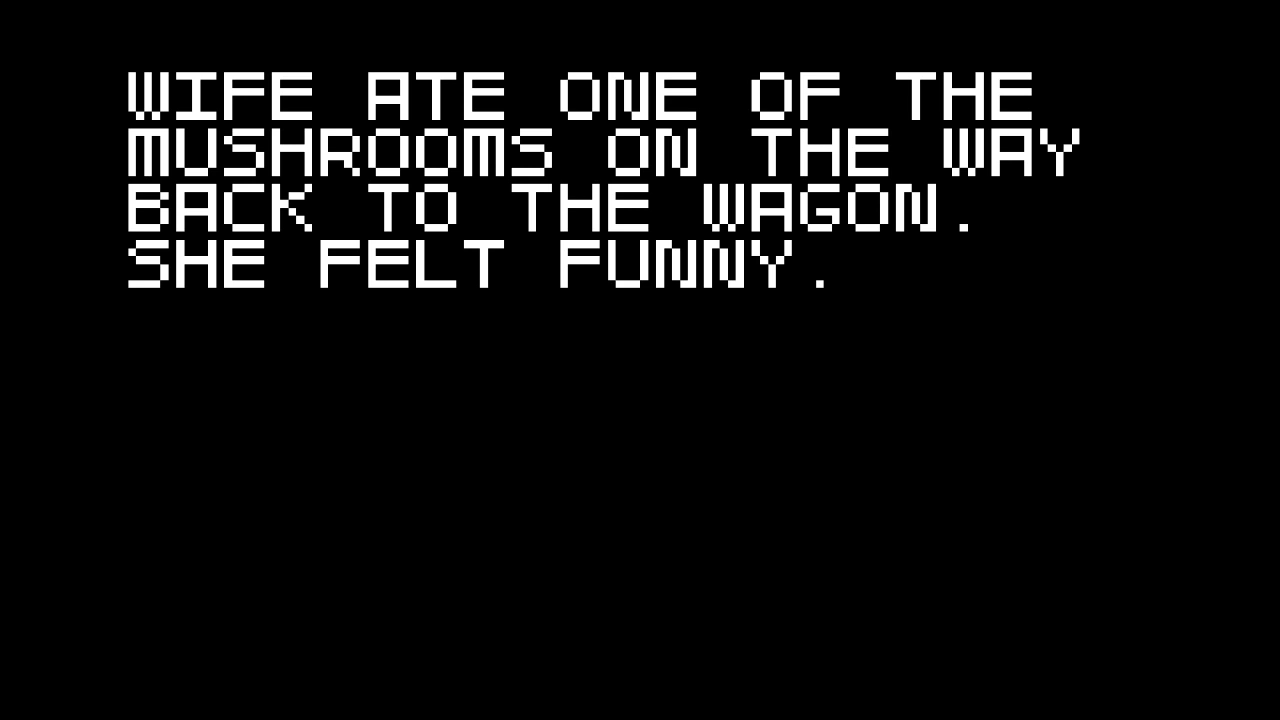 WIFE ATE ONE OF THE
MUSHROOMS ON THE WAY
BACK TO THE WAGON.
SHE FELT FUNNY.